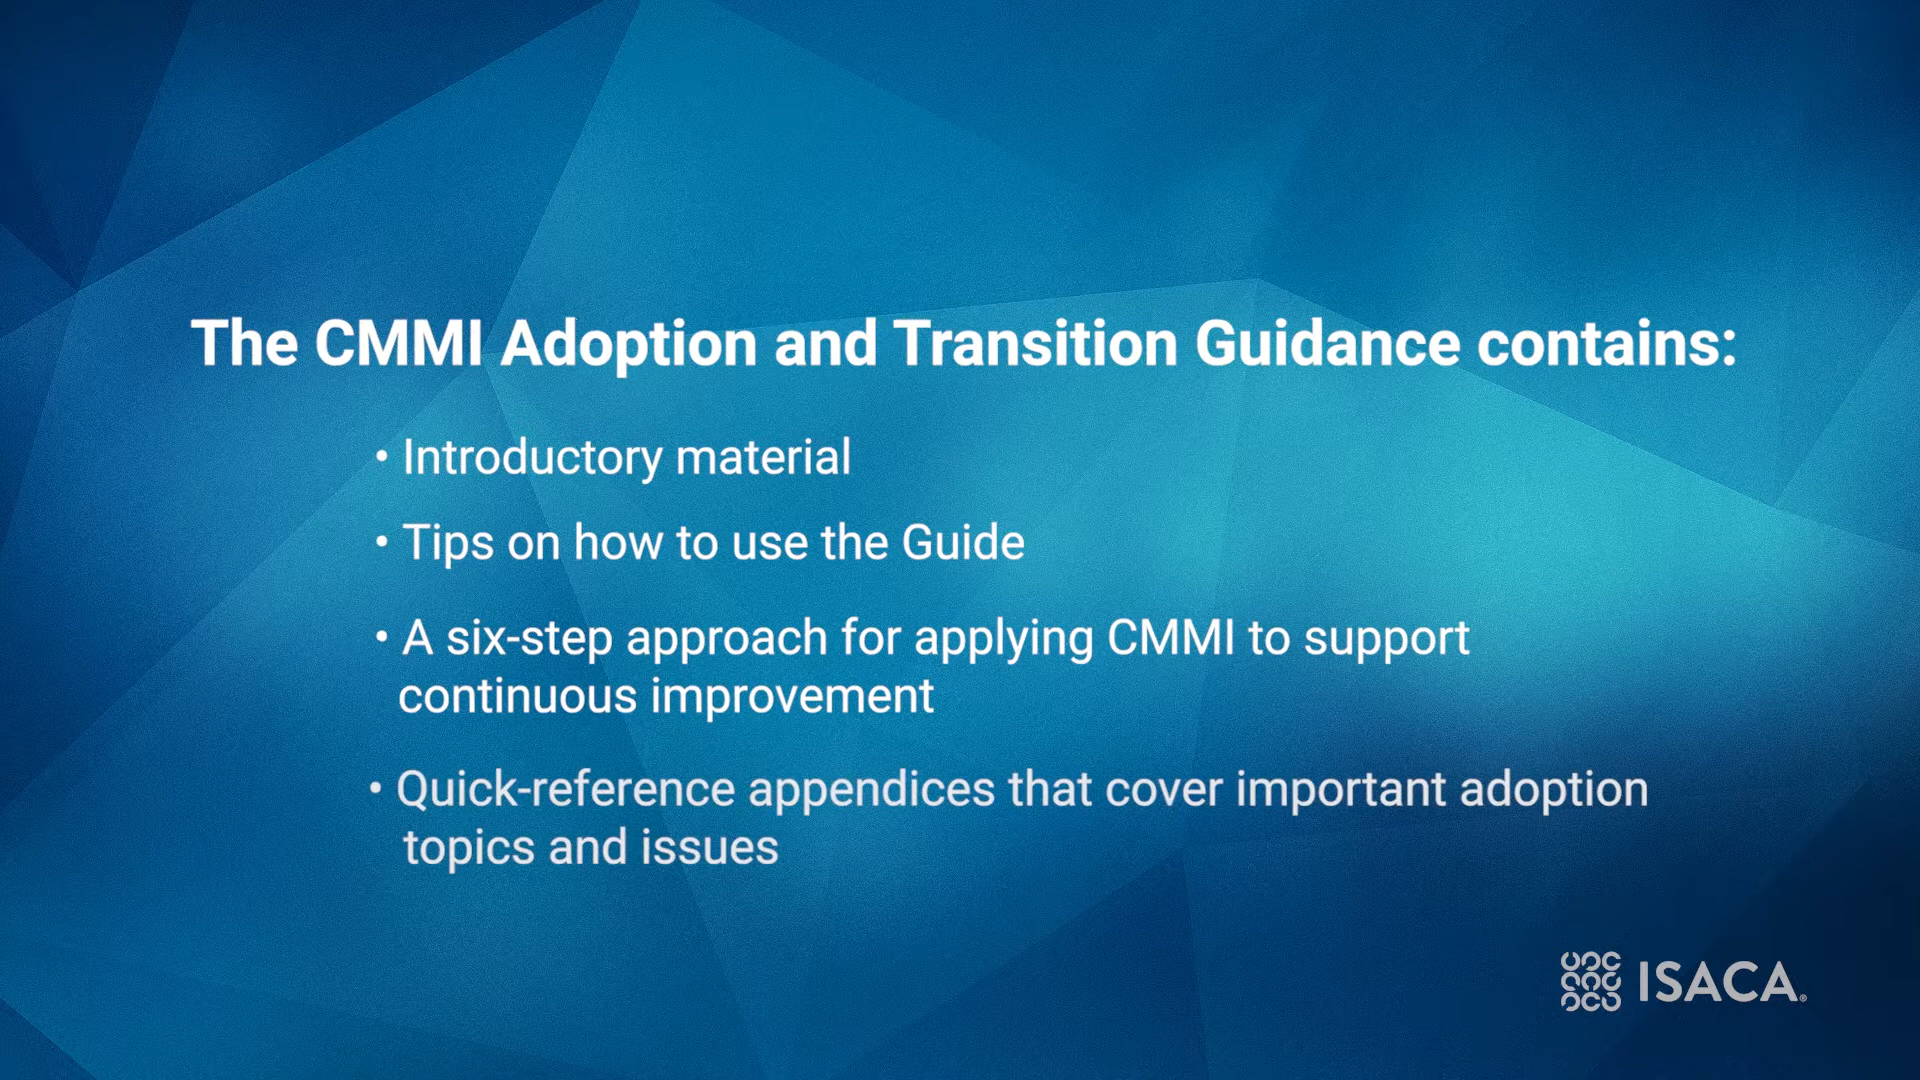 The CMMI Adoption and Transition Guidance contains:
• Introductory material
• Tips on how to use the Guide
• A six-step approach for applying CMMI to support
continuous improvement
• Quick-reference appendices that cover important adoption
topics and issues
ISACA®